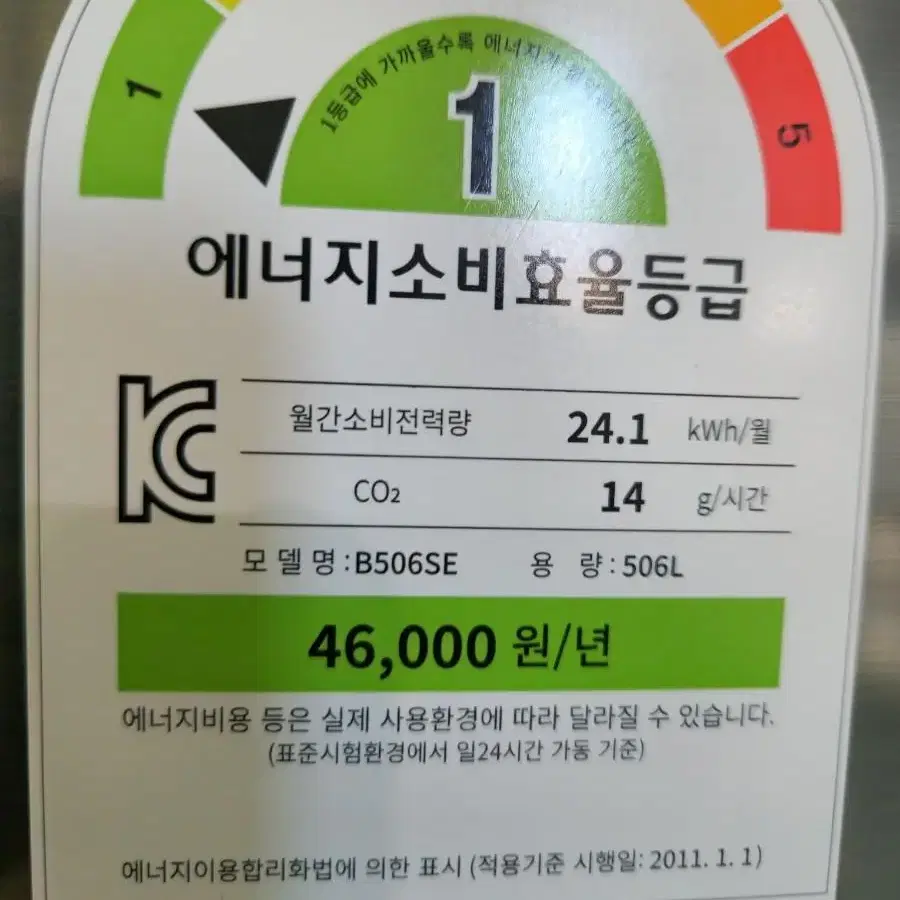 1
5
1등급에 가까울수록 에너지가
1
에너지소비효율등급
월간소비전력량 24.1 kWh/월
CO₂ 14 g/시간
모델명:B506SE 용 량:506L
46,000 원/년
에너지비용 등은 실제 사용환경에 따라 달라질 수 있습니다.
(표준시험환경에서 일24시간 가동 기준)
에너지이용합리화법에 의한 표시 (적용기준 시행일: 2011. 1. 1)